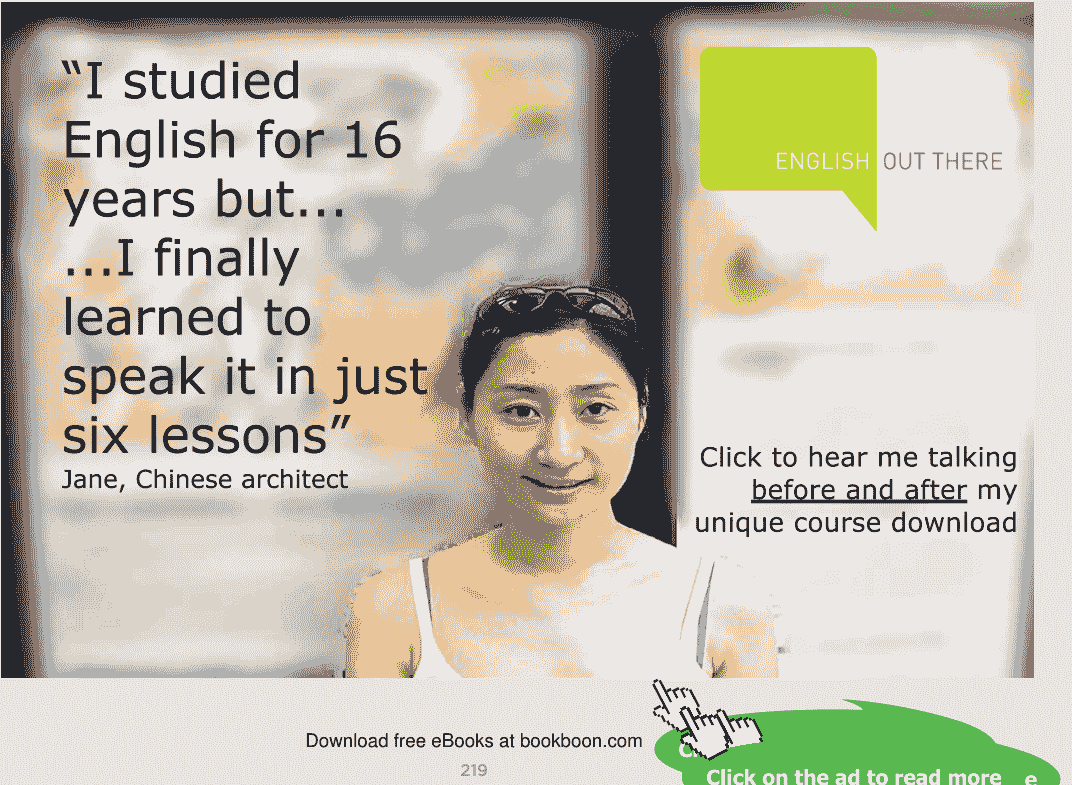 “I studied
English for 16
years but...
...I finally
learned to
speak it in just
six lessons”
Jane, Chinese architect
ENGLISH OUT THERE
Click to hear me talking
before and after my
unique course download
Download free eBooks at bookboon.com
219
Click on the ad to read more